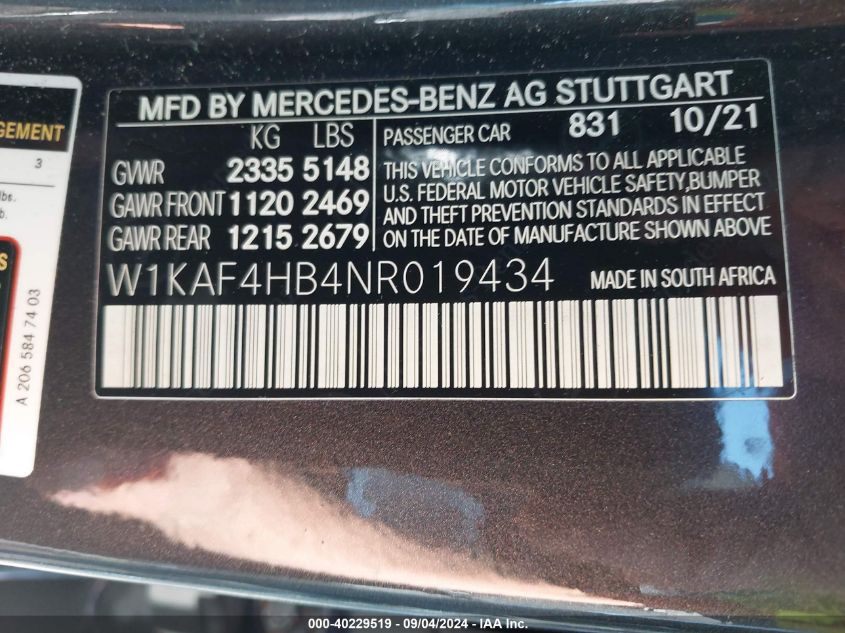 GEMENT
3
lbs.
b.
S
A 206 584 74 03
MFD BY MERCEDES-BENZ AG STUTTGART
KG LBS
GVWR 2335 5148
GAWR FRONT 1120 2469
GAWR REAR 1215 2679
PASSENGER CAR 831 10/21
THIS VEHICLE CONFORMS TO ALL APPLICABLE
U.S. FEDERAL MOTOR VEHICLE SAFETY,BUMPER
AND THEFT PREVENTION STANDARDS IN EFFECT
ON THE DATE OF MANUFACTURE SHOWN ABOVE
W1KAF4HB4NR019434 MADE IN SOUTH AFRICA
000-40229519 - 09/04/2024 - IAA Inc.